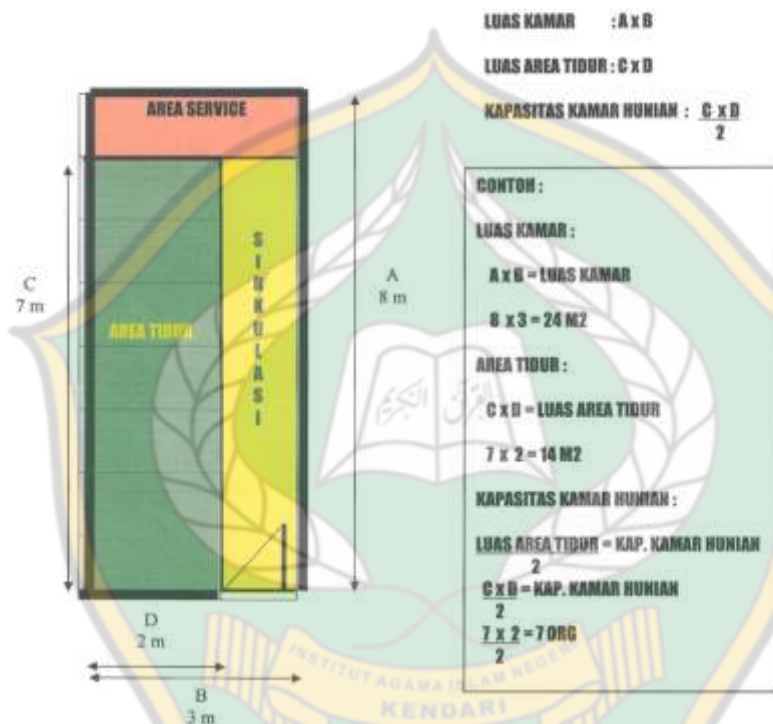 LUAS KAMAR : A x B
LUAS AREA TIDUR : C x D
KAPASITAS KAMAR HUNIAN : C x D
2
AREA SERVICE
AREA TIDUR
SIRKULASI
C
7 m
A
8 m
D
2 m
B
3 m
CONTOH :
LUAS KAMAR :
A x B = LUAS KAMAR
8 x 3 = 24 M2
AREA TIDUR :
C x D = LUAS AREA TIDUR
7 x 2 = 14 M2
KAPASITAS KAMAR HUNIAN :
LUAS AREA TIDUR = KAP. KAMAR HUNIAN
2
C x D = KAP. KAMAR HUNIAN
2
7 x 2 = 7 ORG
2
القرآن الكريم
INSTITUT AGAMA ISLAM NEGERI
KENDARI